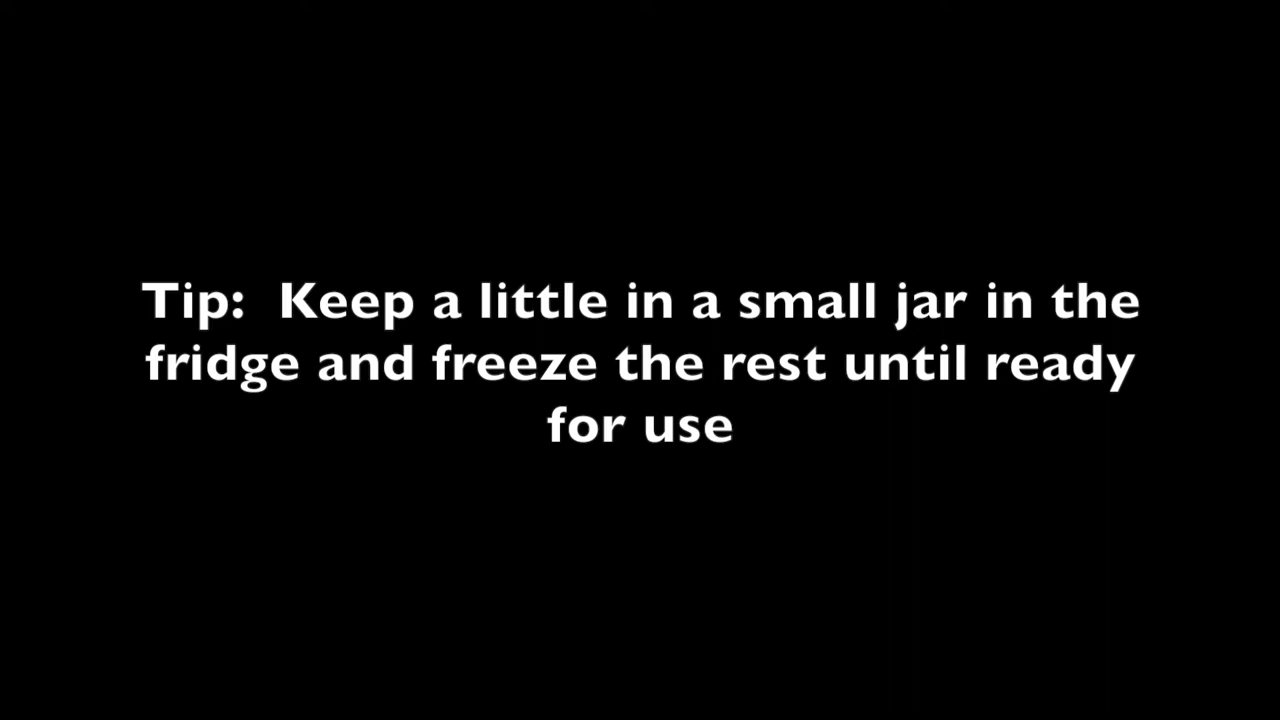 Tip:  Keep a little in a small jar in the
fridge and freeze the rest until ready
for use